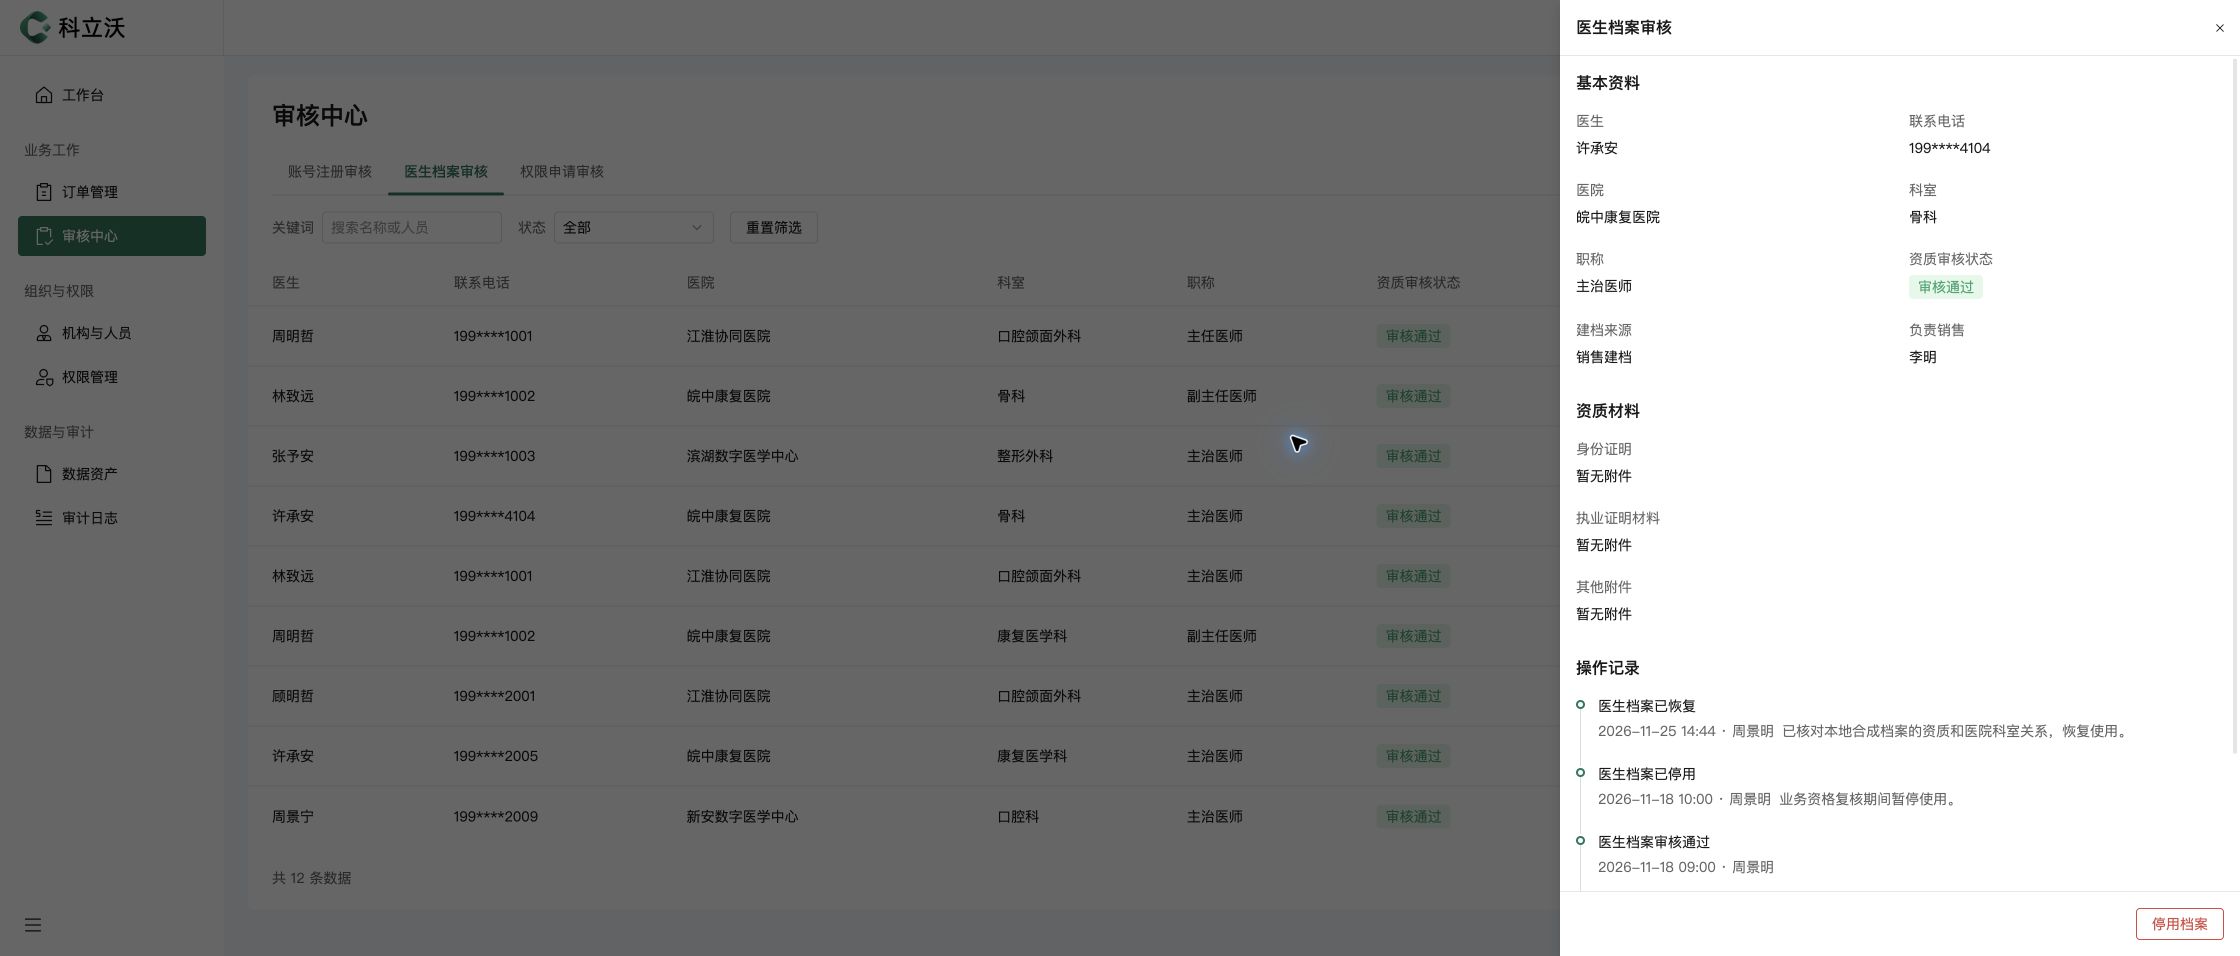 科立沃
工作台
业务工作
订单管理
审核中心
组织与权限
机构与人员
权限管理
数据与审计
数据资产
审计日志
审核中心
账号注册审核 医生档案审核 权限申请审核
关键词 搜索名称或人员 状态 全部 重置筛选
医生 联系电话 医院 科室 职称 资质审核状态
周明哲 199****1001 江淮协同医院 口腔颌面外科 主任医师 审核通过
林致远 199****1002 皖中康复医院 骨科 副主任医师 审核通过
张予安 199****1003 滨湖数字医学中心 整形外科 主治医师 审核通过
许承安 199****4104 皖中康复医院 骨科 主治医师 审核通过
林致远 199****1001 江淮协同医院 口腔颌面外科 主治医师 审核通过
周明哲 199****1002 皖中康复医院 康复医学科 副主任医师 审核通过
顾明哲 199****2001 江淮协同医院 口腔颌面外科 主治医师 审核通过
许承安 199****2005 皖中康复医院 康复医学科 主治医师 审核通过
周景宁 199****2009 新安数字医学中心 口腔科 主治医师 审核通过
共 12 条数据
医生档案审核
基本资料
医生 联系电话
许承安 199****4104
医院 科室
皖中康复医院 骨科
职称 资质审核状态
主治医师 审核通过
建档来源 负责销售
销售建档 李明
资质材料
身份证明
暂无附件
执业证明材料
暂无附件
其他附件
暂无附件
操作记录
医生档案已恢复
2026-11-25 14:44 · 周景明 已核对本地合成档案的资质和医院科室关系，恢复使用。
医生档案已停用
2026-11-18 10:00 · 周景明 业务资格复核期间暂停使用。
医生档案审核通过
2026-11-18 09:00 · 周景明
停用档案